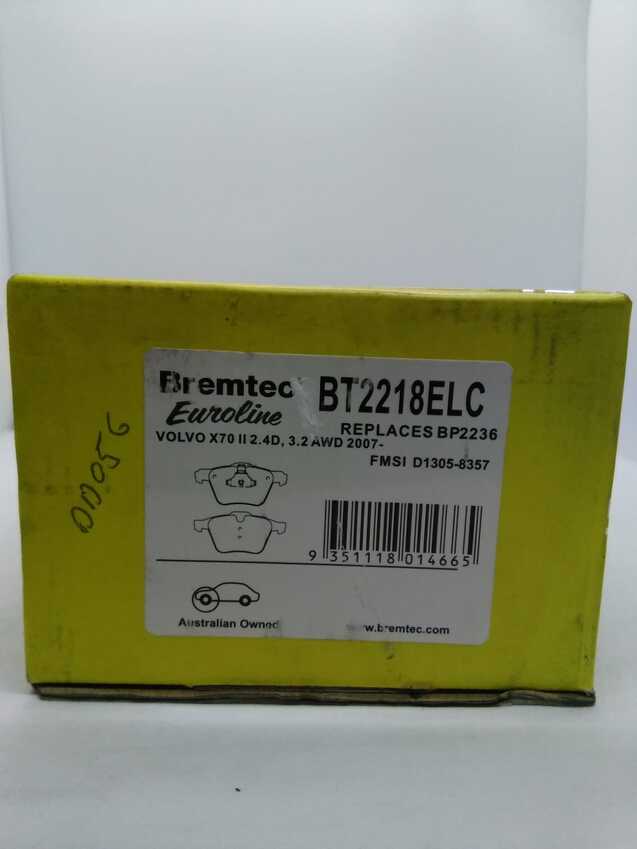 Bremtec
Euroline
BT2218ELC
REPLACES BP2236
VOLVO X70 II 2.4D, 3.2 AWD 2007-
FMSI D1305-8357
9 351118 014665
Australian Owned
www.bremtec.com
DD056